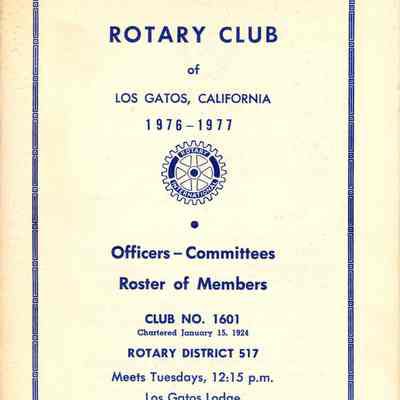 ROTARY CLUB
of
LOS GATOS, CALIFORNIA
1976-1977
ROTARY
INTERNATIONAL
Officers – Committees
Roster of Members
CLUB NO. 1601
Chartered January 15, 1924
ROTARY DISTRICT 517
Meets Tuesdays, 12:15 p.m.
Los Gatos Lodge